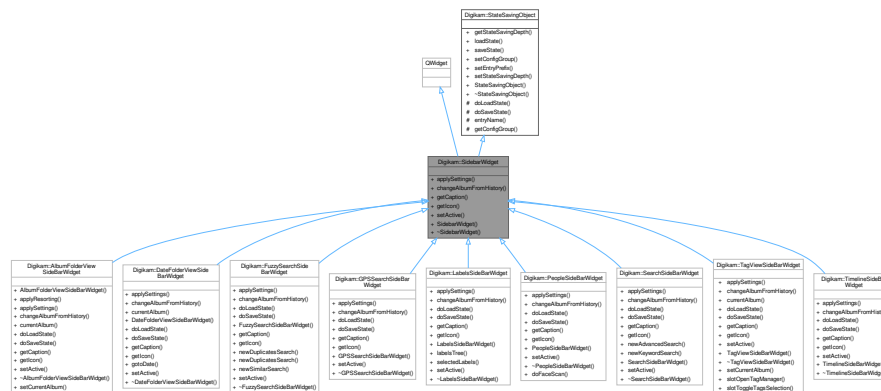 Digikam::StateSavingObject
+ getStateSavingDepth()
+ loadState()
+ saveState()
+ setConfigGroup()
+ setEntryPrefix()
+ setStateSavingDepth()
+ StateSavingObject()
+ ~StateSavingObject()
# doLoadState()
# doSaveState()
# entryName()
# getConfigGroup()
QWidget
Digikam::SidebarWidget
+ applySettings()
+ changeAlbumFromHistory()
+ getCaption()
+ getIcon()
+ setActive()
+ SidebarWidget()
+ ~SidebarWidget()
Digikam::AlbumFolderView
SideBarWidget
+ AlbumFolderViewSideBarWidget()
+ applyResorting()
+ applySettings()
+ changeAlbumFromHistory()
+ currentAlbum()
+ doLoadState()
+ doSaveState()
+ getCaption()
+ getIcon()
+ setActive()
+ ~AlbumFolderViewSideBarWidget()
+ setCurrentAlbum()
Digikam::DateFolderViewSide
BarWidget
+ applySettings()
+ changeAlbumFromHistory()
+ currentAlbum()
+ DateFolderViewSideBarWidget()
+ doLoadState()
+ doSaveState()
+ getCaption()
+ getIcon()
+ gotoDate()
+ setActive()
+ ~DateFolderViewSideBarWidget()
Digikam::FuzzySearchSide
BarWidget
+ applySettings()
+ changeAlbumFromHistory()
+ doLoadState()
+ doSaveState()
+ FuzzySearchSideBarWidget()
+ getCaption()
+ getIcon()
+ newDuplicatesSearch()
+ newDuplicatesSearch()
+ newSimilarSearch()
+ setActive()
+ ~FuzzySearchSideBarWidget()
Digikam::GPSSearchSideBar
Widget
+ applySettings()
+ changeAlbumFromHistory()
+ doLoadState()
+ doSaveState()
+ getCaption()
+ getIcon()
+ GPSSearchSideBarWidget()
+ setActive()
+ ~GPSSearchSideBarWidget()
Digikam::LabelsSideBarWidget
+ applySettings()
+ changeAlbumFromHistory()
+ doLoadState()
+ doSaveState()
+ getCaption()
+ getIcon()
+ LabelsSideBarWidget()
+ labelsTree()
+ selectedLabels()
+ setActive()
+ ~LabelsSideBarWidget()
Digikam::PeopleSideBarWidget
+ applySettings()
+ changeAlbumFromHistory()
+ doLoadState()
+ doSaveState()
+ getCaption()
+ getIcon()
+ PeopleSideBarWidget()
+ setActive()
+ ~PeopleSideBarWidget()
+ doFaceScan()
Digikam::SearchSideBarWidget
+ applySettings()
+ changeAlbumFromHistory()
+ doLoadState()
+ doSaveState()
+ getCaption()
+ getIcon()
+ newAdvancedSearch()
+ newKeywordSearch()
+ SearchSideBarWidget()
+ setActive()
+ ~SearchSideBarWidget()
Digikam::TagViewSideBarWidget
+ applySettings()
+ changeAlbumFromHistory()
+ currentAlbum()
+ doLoadState()
+ doSaveState()
+ getCaption()
+ getIcon()
+ setActive()
+ TagViewSideBarWidget()
+ ~TagViewSideBarWidget()
+ setCurrentAlbum()
+ slotOpenTagManager()
+ slotToggleTagsSelection()
Digikam::TimelineSideB
Widget
+ applySettings()
+ changeAlbumFromHist
+ doLoadState()
+ doSaveState()
+ getCaption()
+ getIcon()
+ setActive()
+ TimelineSideBarWidge
+ ~TimelineSideBarWidg